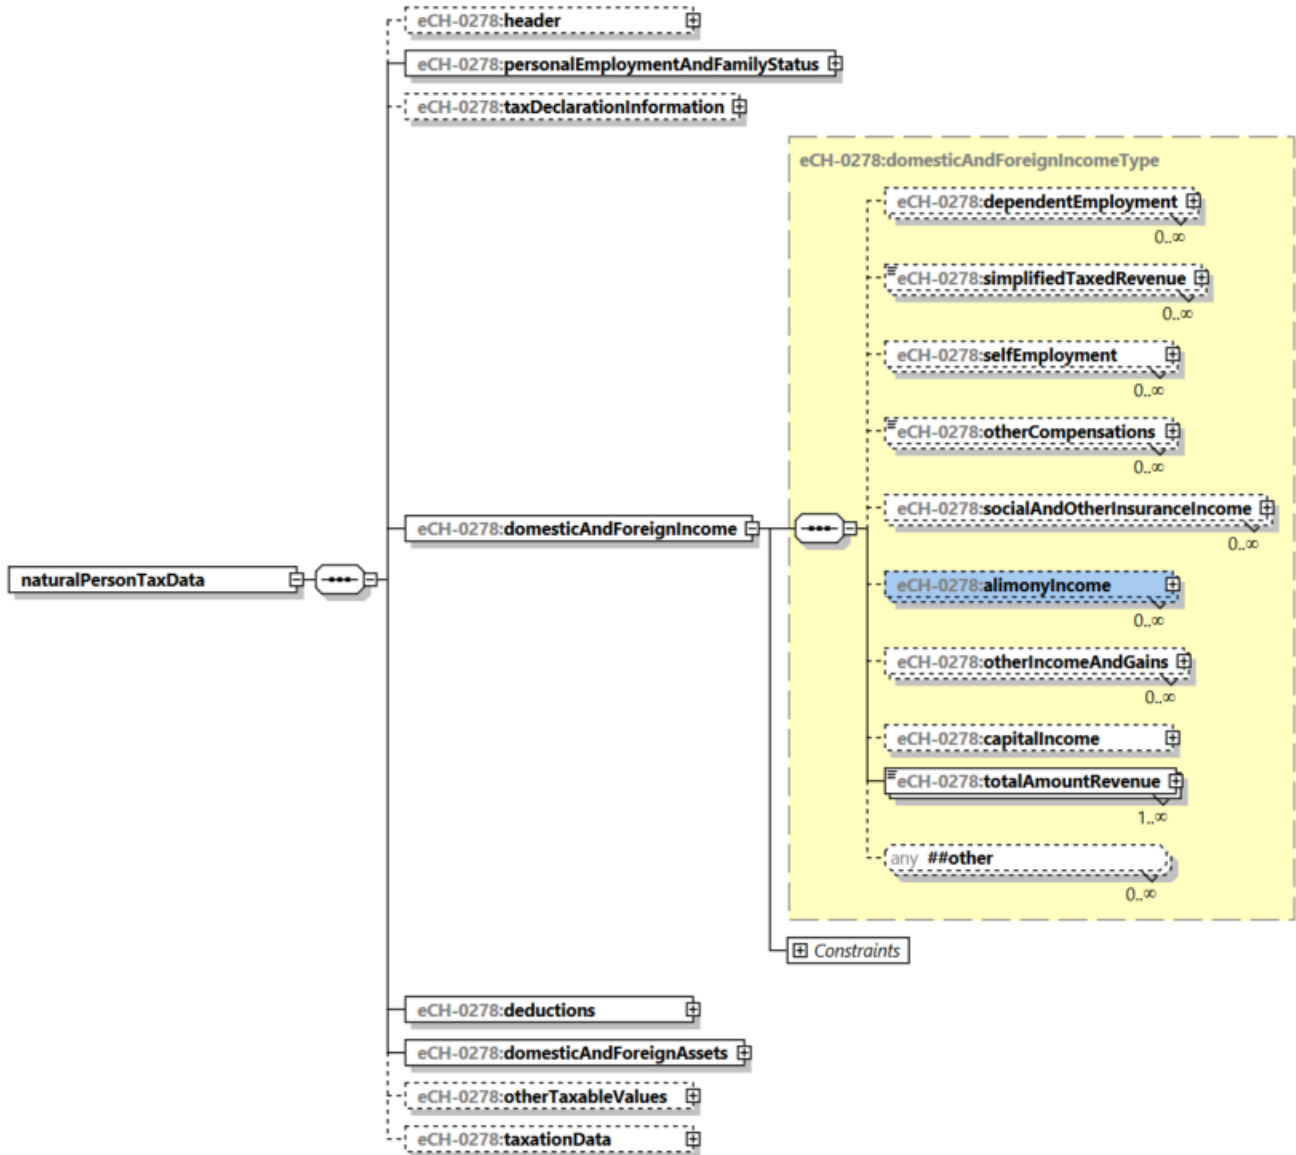 eCH-0278:header
eCH-0278:personalEmploymentAndFamilyStatus
eCH-0278:taxDeclarationInformation
eCH-0278:domesticAndForeignIncomeType
eCH-0278:dependentEmployment
0..∞
eCH-0278:simplifiedTaxedRevenue
0..∞
eCH-0278:selfEmployment
0..∞
eCH-0278:otherCompensations
0..∞
eCH-0278:socialAndOtherInsuranceIncome
0..∞
eCH-0278:domesticAndForeignIncome
naturalPersonTaxData
eCH-0278:alimonyIncome
0..∞
eCH-0278:otherIncomeAndGains
0..∞
eCH-0278:capitalIncome
eCH-0278:totalAmountRevenue
1..∞
any ##other
0..∞
Constraints
eCH-0278:deductions
eCH-0278:domesticAndForeignAssets
eCH-0278:otherTaxableValues
eCH-0278:taxationData